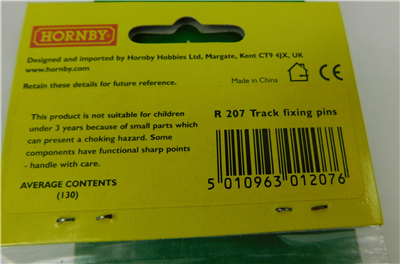 HORNBY
Designed and imported by Hornby Hobbies Ltd, Margate, Kent CT9 4JX, UK
www.hornby.com
Made in China
CE
Retain these details for future reference.
This product is not suitable for children
under 3 years because of small parts which
can present a choking hazard. Some
components have functional sharp points
- handle with care.
AVERAGE CONTENTS
(130)
R 207 Track fixing pins
5 010963 012076